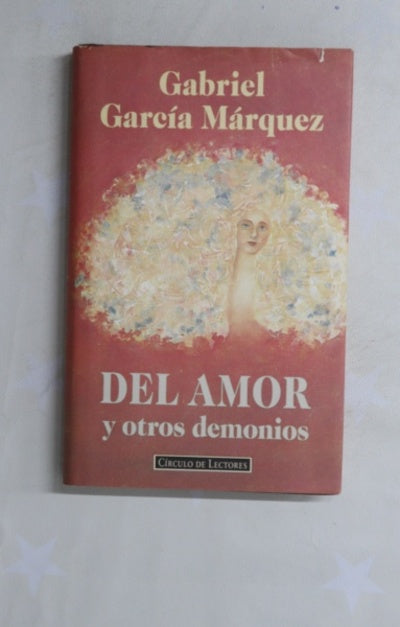 Gabriel
García Márquez
DEL AMOR
y otros demonios
CÍRCULO DE LECTORES